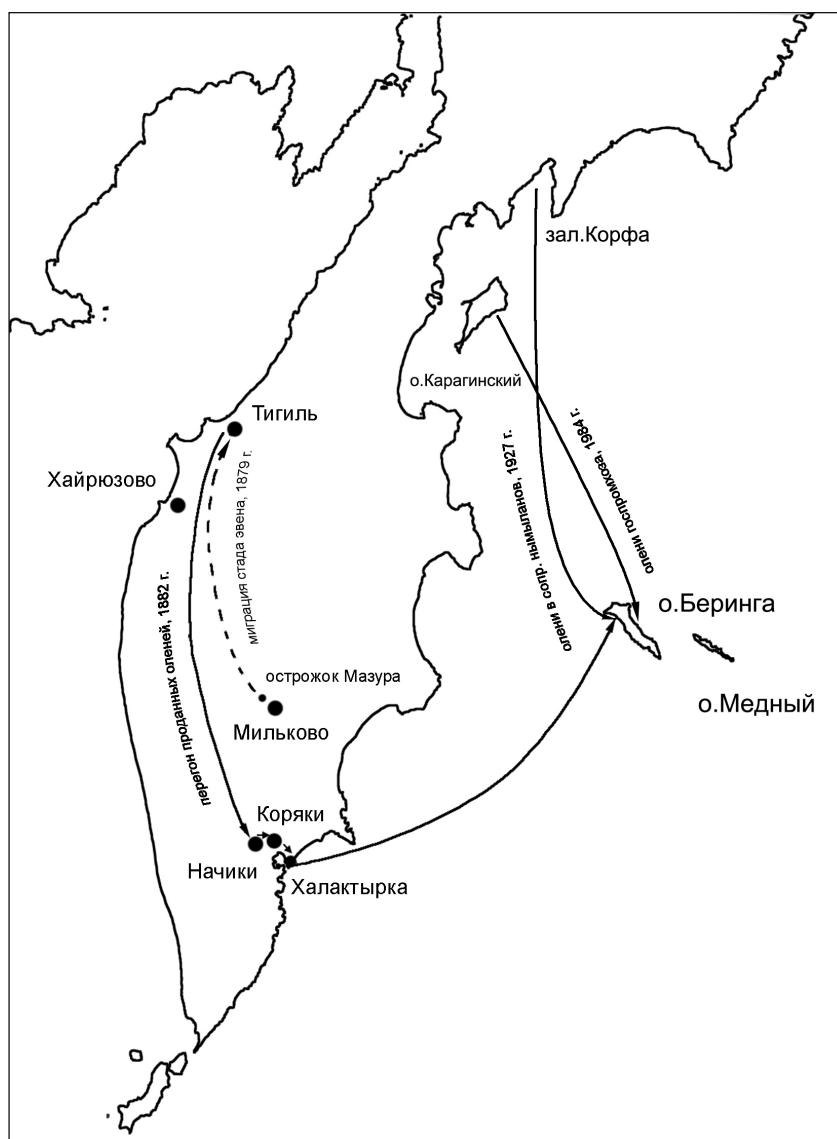 зал.Корфа
о.Карагинский
Тигиль
Хайрюзово
миграция стада эвена, 1879 г.
перегон проданных оленей, 1882 г.
олени в сопр. нымыланов, 1927 г.
олени госпромхоза, 1984 г.
о.Беринга
о.Медный
острожок Мазура
Мильково
Коряки
Начики
Халактырка